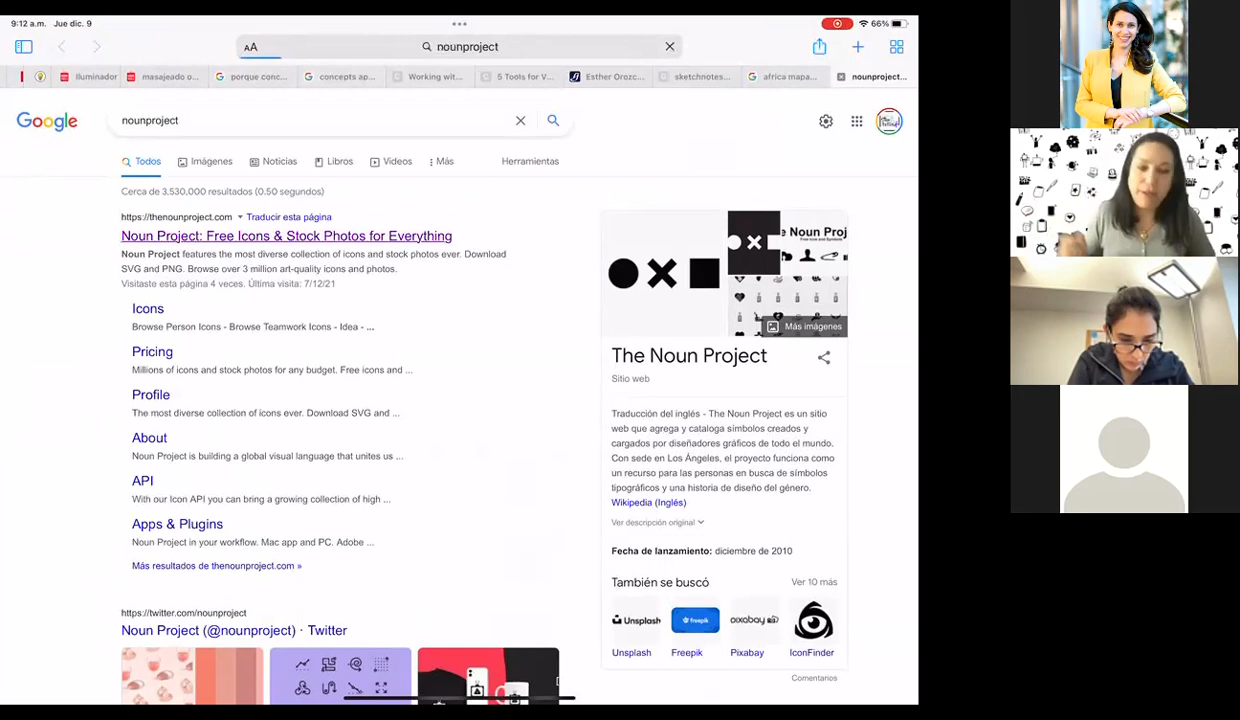 9:12 a.m. Jue dic. 9
66%
AA
nounproject
Iluminador
masajeado o...
porque conc...
concepts ap...
Working wit...
5 Tools for V...
Esther Orozc...
sketchnotes...
africa mapa...
nounproject...
Google
nounproject
Todos
Imágenes
Noticias
Libros
Videos
Más
Herramientas
Cerca de 3,530,000 resultados (0.50 segundos)
https://thenounproject.com Traducir esta página
Noun Project: Free Icons & Stock Photos for Everything
Noun Project features the most diverse collection of icons and stock photos ever. Download
SVG and PNG. Browse over 3 million art-quality icons and photos.
Visitaste esta página 4 veces. Última visita: 7/12/21
Icons
Browse Person Icons - Browse Teamwork Icons - Idea - ...
Pricing
Millions of icons and stock photos for any budget. Free icons and ...
Profile
The most diverse collection of icons ever. Download SVG and ...
About
Noun Project is building a global visual language that unites us ...
API
With our Icon API you can bring a growing collection of high ...
Apps & Plugins
Noun Project in your workflow. Mac app and PC. Adobe ...
Más resultados de thenounproject.com »
https://twitter.com/nounproject
Noun Project (@nounproject) · Twitter
e Noun Proj
Más imágenes
The Noun Project
Sitio web
Traducción del inglés - The Noun Project es un sitio
web que agrega y cataloga símbolos creados y
cargados por diseñadores gráficos de todo el mundo.
Con sede en Los Ángeles, el proyecto funciona como
un recurso para las personas en busca de símbolos
tipográficos y una historia de diseño del género.
Wikipedia (Inglés)
Ver descripción original
Fecha de lanzamiento: diciembre de 2010
También se buscó
Ver 10 más
Unsplash
freepik
pixabay
Unsplash
Freepik
Pixabay
IconFinder
Comentarios